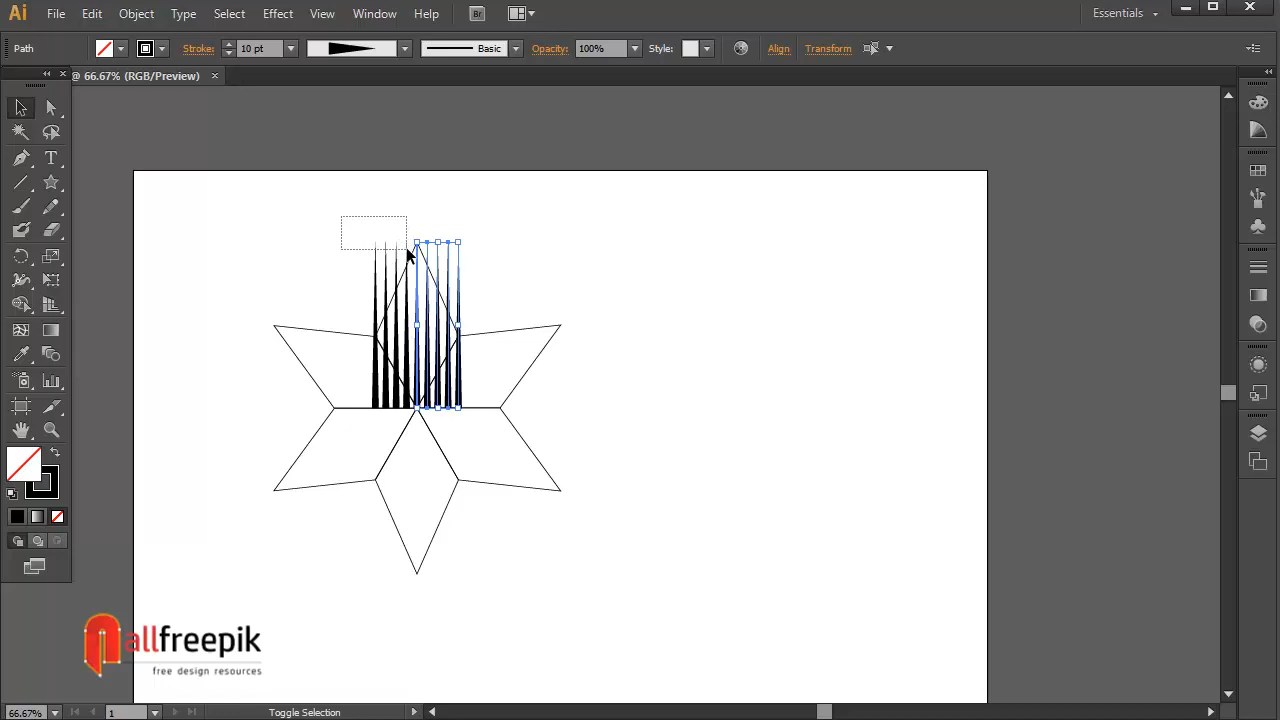 Ai File Edit Object Type Select Effect View Window Help Br Essentials
Path Stroke: 10 pt Basic Opacity: 100% Style: Align Transform
@ 66.67% (RGB/Preview)
allfreepik
free design resources
66.67% 1 Toggle Selection